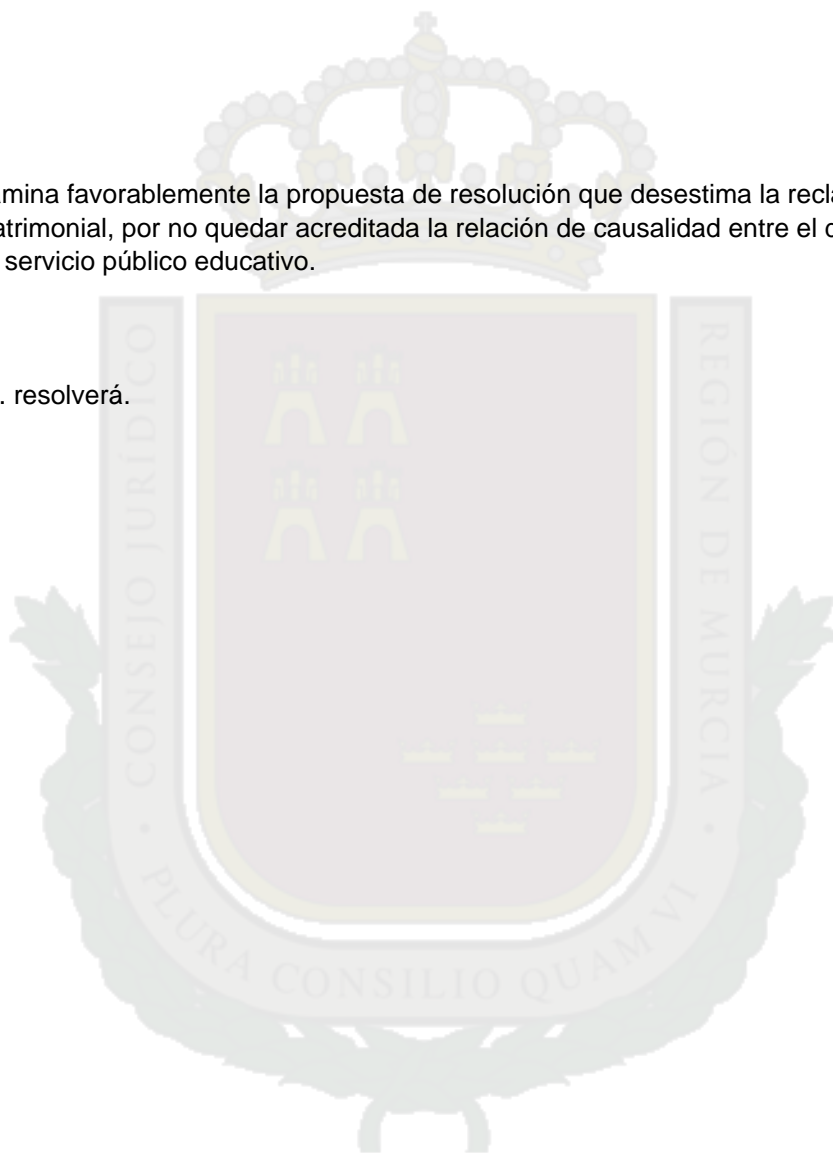 amina favorablemente la propuesta de resolución que desestima la recla
atrimonial, por no quedar acreditada la relación de causalidad entre el
servicio público educativo.
. resolverá.
CONSEJO JURÍDICO
REGIÓN DE MURCIA
PLURA CONSILIO QUAM VI